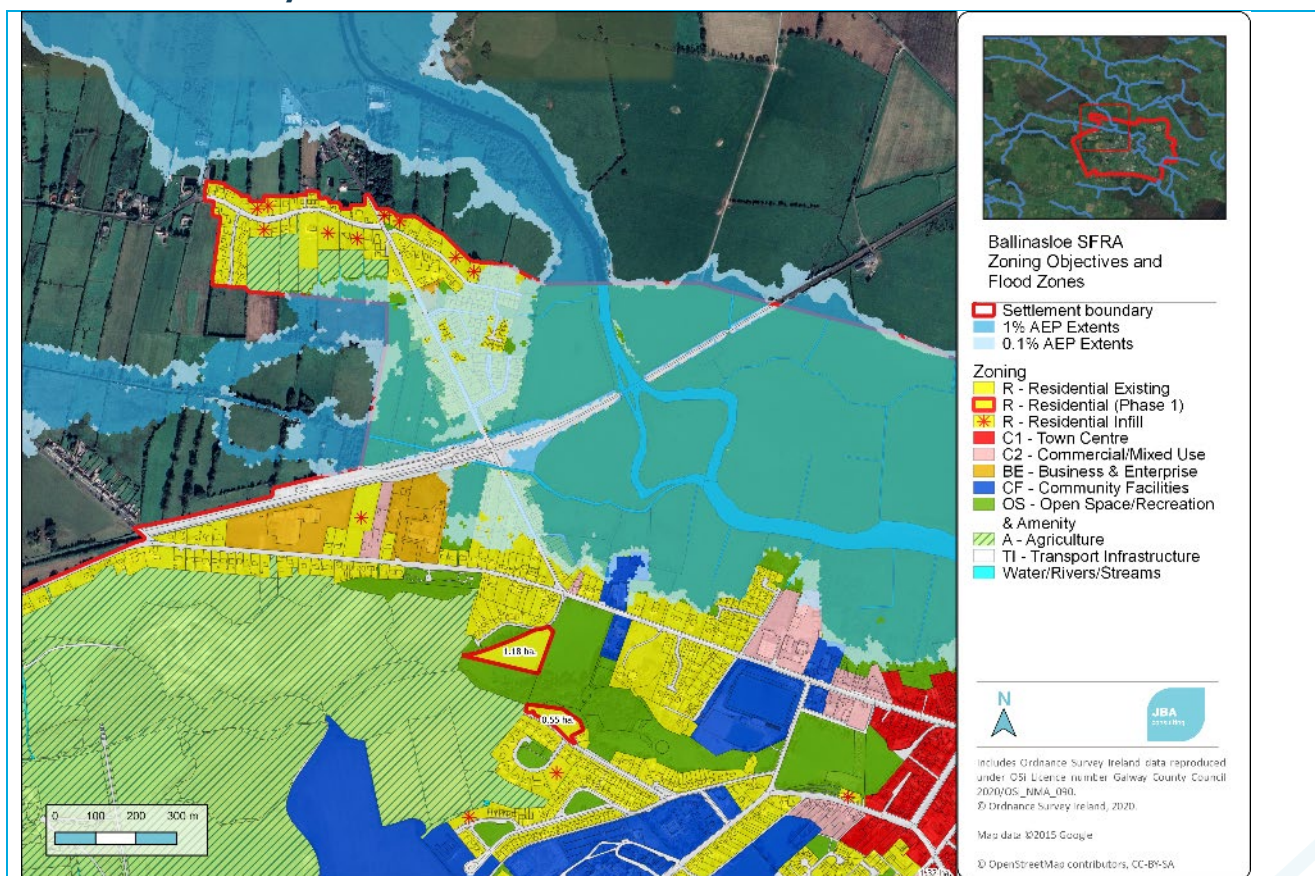 Ballinasloe SFRA
Zoning Objectives and
Flood Zones
Settlement boundary
1% AEP Extents
0.1% AEP Extents
Zoning
R - Residential Existing
R - Residential (Phase 1)
R - Residential Infill
C1 - Town Centre
C2 - Commercial/Mixed Use
BE - Business & Enterprise
CF - Community Facilities
OS - Open Space/Recreation
& Amenity
A - Agriculture
TI - Transport Infrastructure
Water/Rivers/Streams
1.18 ha.
0.55 ha.
N
JBA
consulting
0 100 200 300 m
Includes Ordnance Survey Ireland data reproduced
under OSi Licence number Galway County Council
2020/OSi_NMA_090.
© Ordnance Survey Ireland, 2020.
Map data ©2015 Google
© OpenStreetMap contributors, CC-BY-SA